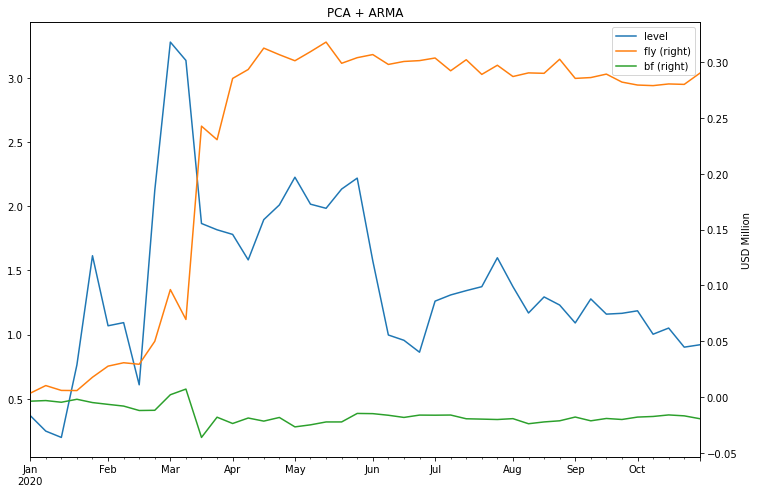 PCA + ARMA
level
fly (right)
bf (right)
3.0
2.5
2.0
1.5
1.0
0.5
0.30
0.25
0.20
0.15
0.10
0.05
0.00
−0.05
USD Million
Jan Feb Mar Apr May Jun Jul Aug Sep Oct
2020